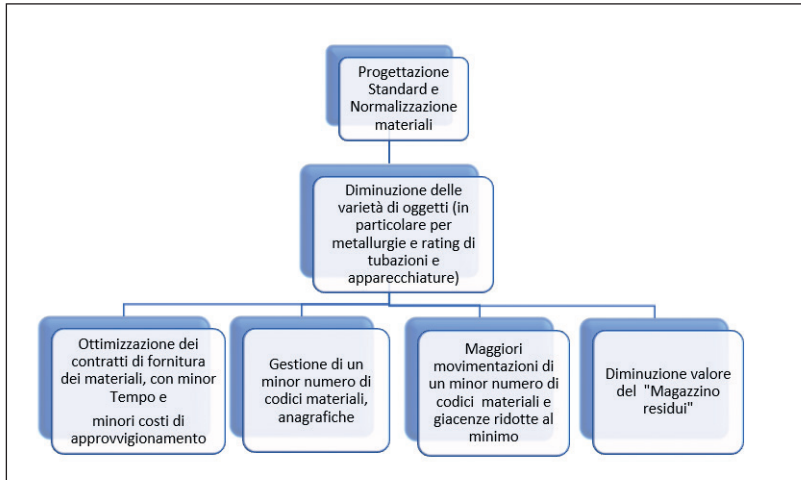 Progettazione
Standard e
Normalizzazione
materiali
Diminuzione delle
varietà di oggetti (in
particolare per
metallurgie e rating di
tubazioni e
apparecchiature)
Ottimizzazione dei
contratti di fornitura
dei materiali, con minor
Tempo e
minori costi di
approvvigionamento
Gestione di un
minor numero di
codici materiali,
anagrafiche
Maggiori
movimentazioni di
un minor numero di
codici materiali e
giacenze ridotte al
minimo
Diminuzione valore
del "Magazzino
residui"